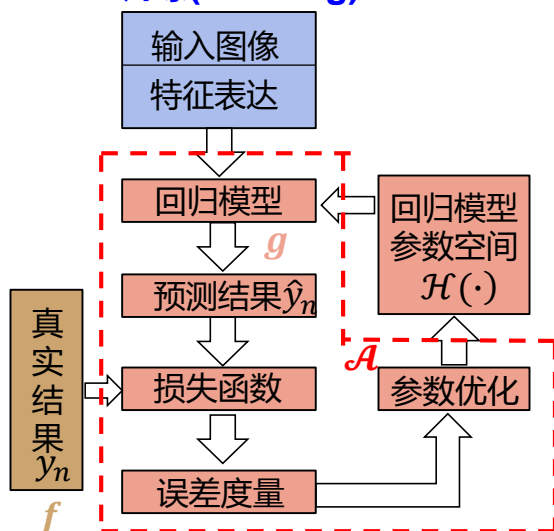 输入图像
特征表达
回归模型
g
预测结果ŷₙ
损失函数
误差度量
真
实
结
果
yₙ
f
回归模型
参数空间
ℋ(·)
𝒜
参数优化